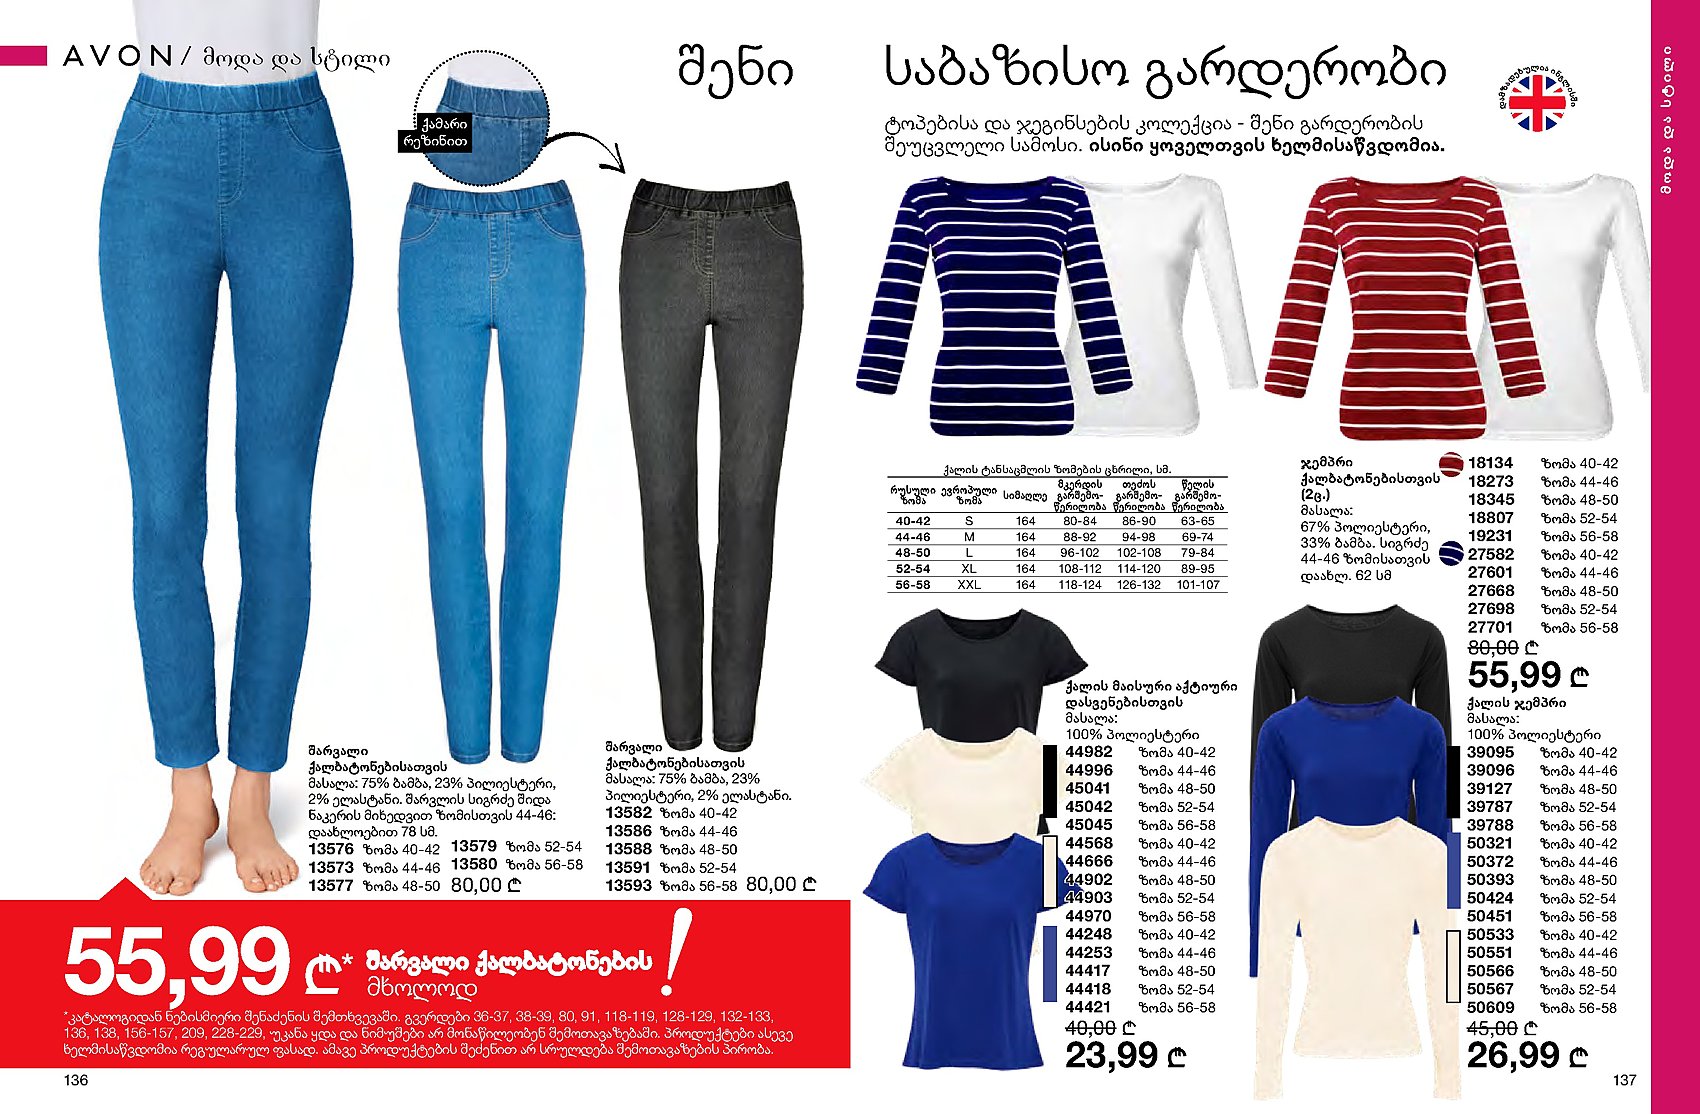 AVON / მოდა და სტილი
ქამარი
რეზინით
შენი საბაზისო გარდერობი
დამზადებულია ინგლისში
ტოპებისა და ჯეგინსების კოლექცია - შენი გარდერობის
შეუცვლელი სამოსი. ისინი ყოველთვის ხელმისაწვდომია.
მოდა და სტილი
შარვალი
ქალბატონებისათვის
მასალა: 75% ბამბა, 23% პილიესტერი,
2% ელასტანი. შარვლის სიგრძე შიდა
ნაკერის მიხედვით ზომისთვის 44-46:
დაახლოებით 78 სმ.
13576 ზომა 40-42
13573 ზომა 44-46
13577 ზომა 48-50
13579 ზომა 52-54
13580 ზომა 56-58
80,00 ₾
შარვალი
ქალბატონებისათვის
მასალა: 75% ბამბა, 23%
პილიესტერი, 2% ელასტანი.
13582 ზომა 40-42
13586 ზომა 44-46
13588 ზომა 48-50
13591 ზომა 52-54
13593 ზომა 56-58 80,00 ₾
55,99 ₾* შარვალი ქალბატონების
მხოლოდ !
*კატალოგიდან ნებისმიერი შენაძენის შემთხვევაში. გვერდები 36-37, 38-39, 80, 91, 118-119, 128-129, 132-133,
136, 138, 156-157, 209, 228-229, უკანა ყდა და ნიმუშები არ მონაწილეობენ შემოთავაზებაში. პროდუქტები ასევე
ხელმისაწვდომია რეგულარულ ფასად. ამავე პროდუქტების შეძენით არ სრულდება შემოთავაზების პირობა.
136
ქალის ტანსაცმლის ზომების ცხრილი, სმ.
რუსული ზომა ევროპული ზომა სიმაღლე მკერდის გარშემო-წერილობა თეძოს გარშემო-წერილობა წელის გარშემო-წერილობა
40-42 S 164 80-84 86-90 63-65
44-46 M 164 88-92 94-98 69-74
48-50 L 164 96-102 102-108 79-84
52-54 XL 164 108-112 114-120 89-95
56-58 XXL 164 118-124 126-132 101-107
ჯემპრი
ქალბატონებისთვის
(2ც.)
მასალა:
67% პოლიესტერი,
33% ბამბა. სიგრძე
44-46 ზომისათვის
დაახლ. 62 სმ
18134 ზომა 40-42
18273 ზომა 44-46
18345 ზომა 48-50
18807 ზომა 52-54
19231 ზომა 56-58
27582 ზომა 40-42
27601 ზომა 44-46
27668 ზომა 48-50
27698 ზომა 52-54
27701 ზომა 56-58
80,00 ₾
55,99 ₾
ქალის მაისური აქტიური
დასვენებისთვის
მასალა:
100% პოლიესტერი
44982 ზომა 40-42
44996 ზომა 44-46
45041 ზომა 48-50
45042 ზომა 52-54
45045 ზომა 56-58
44568 ზომა 40-42
44666 ზომა 44-46
44902 ზომა 48-50
44903 ზომა 52-54
44970 ზომა 56-58
44248 ზომა 40-42
44253 ზომა 44-46
44417 ზომა 48-50
44418 ზომა 52-54
44421 ზომა 56-58
40,00 ₾
23,99 ₾
ქალის ჯემპრი
მასალა:
100% პოლიესტერი
39095 ზომა 40-42
39096 ზომა 44-46
39127 ზომა 48-50
39787 ზომა 52-54
39788 ზომა 56-58
50321 ზომა 40-42
50372 ზომა 44-46
50393 ზომა 48-50
50424 ზომა 52-54
50451 ზომა 56-58
50533 ზომა 40-42
50551 ზომა 44-46
50566 ზომა 48-50
50567 ზომა 52-54
50609 ზომა 56-58
45,00 ₾
26,99 ₾
137